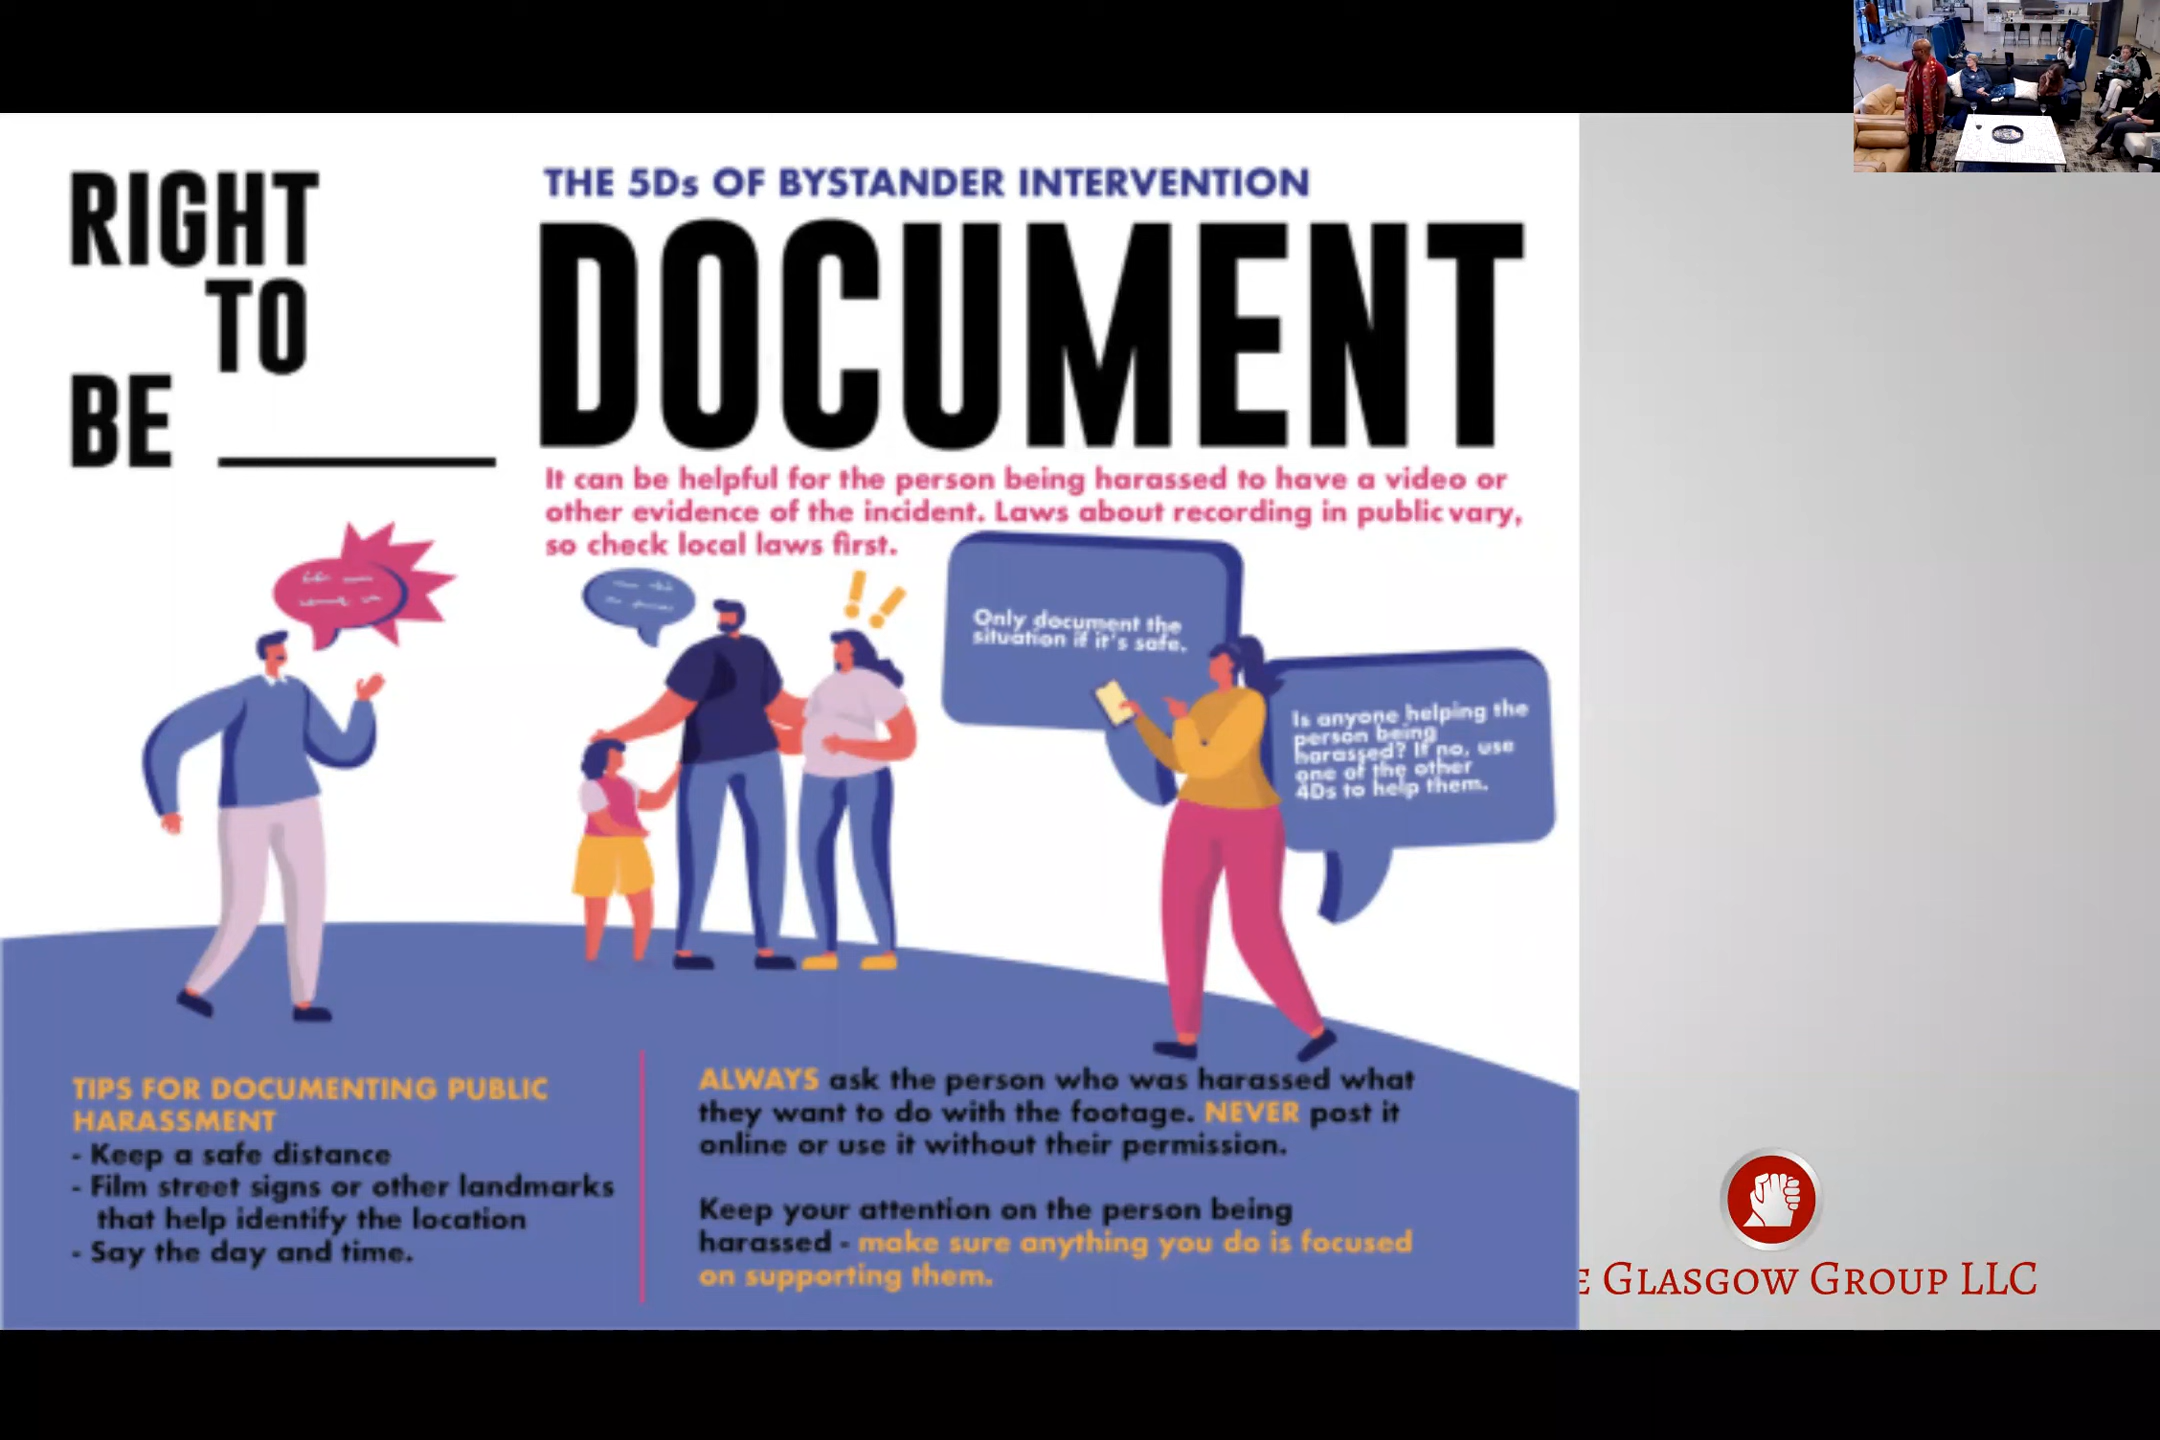 RIGHT
TO
BE
THE 5Ds OF BYSTANDER INTERVENTION
DOCUMENT
It can be helpful for the person being harassed to have a video or
other evidence of the incident. Laws about recording in public vary,
so check local laws first.
Only document the
situation if it's safe.
Is anyone helping the
person being
harassed? If no, use
one of the other
4Ds to help them.
TIPS FOR DOCUMENTING PUBLIC
HARASSMENT
- Keep a safe distance
- Film street signs or other landmarks
that help identify the location
- Say the day and time.
ALWAYS ask the person who was harassed what
they want to do with the footage. NEVER post it
online or use it without their permission.
Keep your attention on the person being
harassed - make sure anything you do is focused
on supporting them.
E GLASGOW GROUP LLC